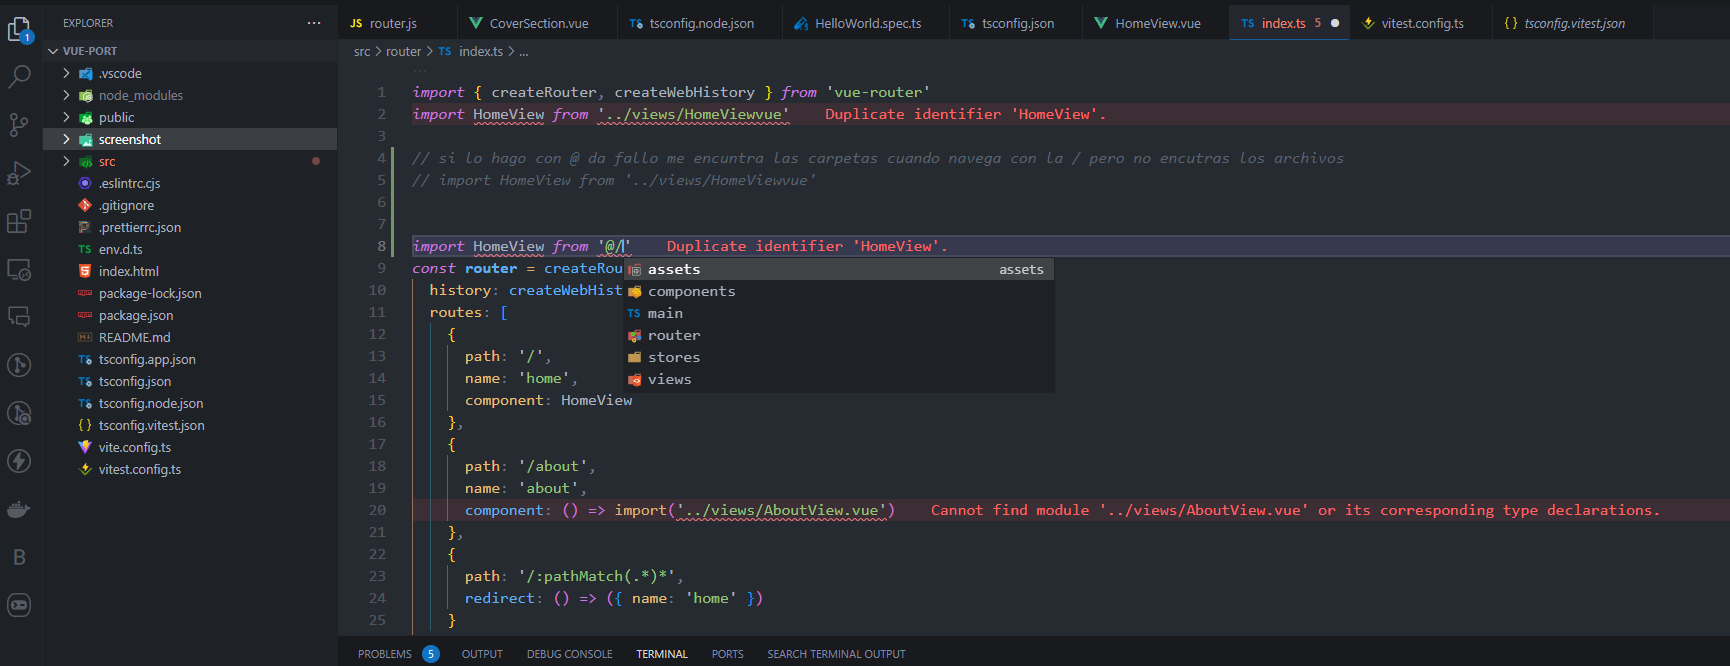 EXPLORER
VUE-PORT
.vscode
node_modules
public
screenshot
src
.eslintrc.cjs
.gitignore
.prettierrc.json
TS env.d.ts
index.html
package-lock.json
package.json
README.md
TS tsconfig.app.json
TS tsconfig.json
TS tsconfig.node.json
{ } tsconfig.vitest.json
vite.config.ts
vitest.config.ts
1
B
JS router.js CoverSection.vue TS tsconfig.node.json HelloWorld.spec.ts TS tsconfig.json HomeView.vue TS index.ts 5 vitest.config.ts { } tsconfig.vitest.json
src > router > TS index.ts > ...
1 import { createRouter, createWebHistory } from 'vue-router'
2 import HomeView from '../views/HomeViewvue' Duplicate identifier 'HomeView'.
3
4 // si lo hago con @ da fallo me encuntra las carpetas cuando navega con la / pero no encutras los archivos
5 // import HomeView from '../views/HomeViewvue'
6
7
8 import HomeView from '@/' Duplicate identifier 'HomeView'.
9 const router = createRou
10 history: createWebHist
11 routes: [
12 {
13 path: '/',
14 name: 'home',
15 component: HomeView
16 },
17 {
18 path: '/about',
19 name: 'about',
20 component: () => import('../views/AboutView.vue') Cannot find module '../views/AboutView.vue' or its corresponding type declarations.
21 },
22 {
23 path: '/:pathMatch(.*)*',
24 redirect: () => ({ name: 'home' })
25 }
assets assets
components
TS main
router
stores
views
PROBLEMS 5 OUTPUT DEBUG CONSOLE TERMINAL PORTS SEARCH TERMINAL OUTPUT